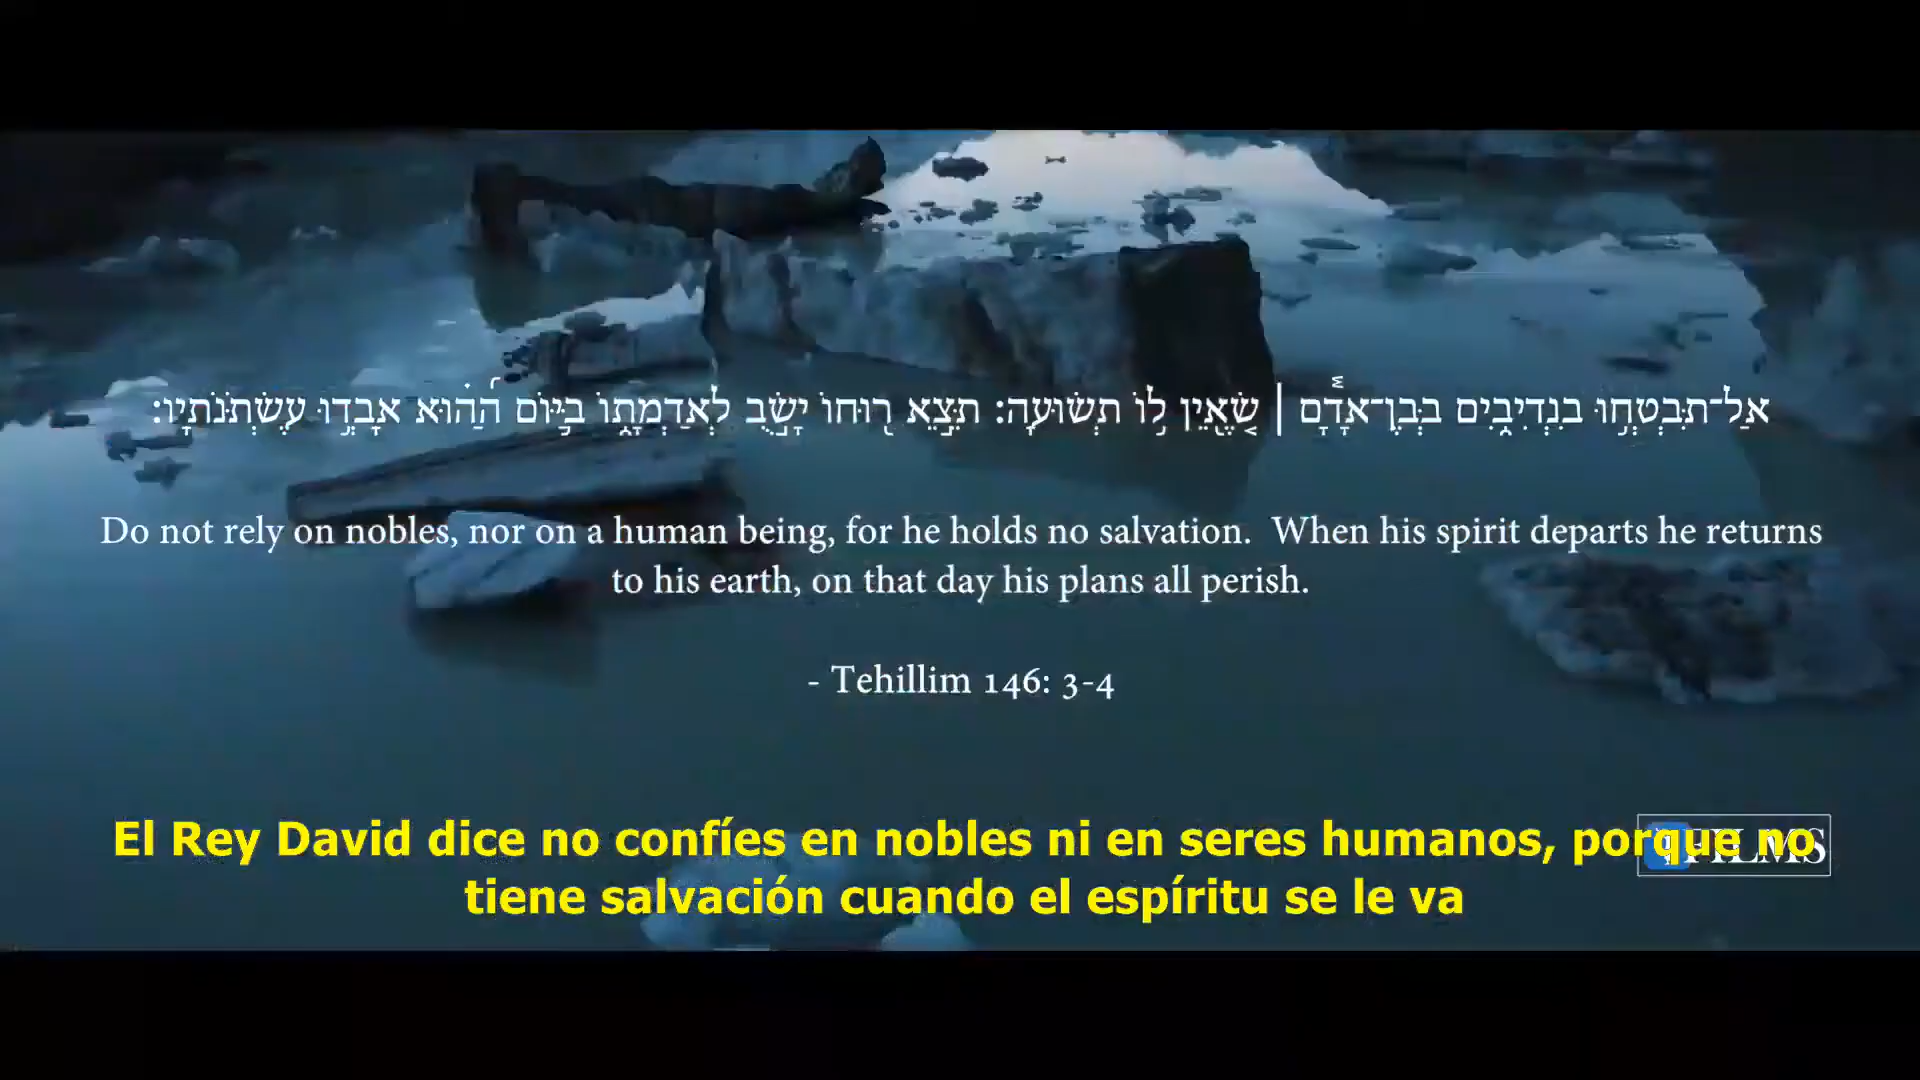 אַל־תִּבְטְח֥וּ בִנְדִיבִ֑ים בְּבֶן־אָדָ֓ם | שֶׁ֤אֵֽין ל֥וֹ תְשׁוּעָֽה: תֵּצֵ֣א ר֭וּחוֹ יָשֻׁ֣ב לְאַדְמָת֑וֹ בַּיּ֥וֹם הַ֝ה֗וּא אָבְד֥וּ עֶשְׁתֹּנֹתָֽיו:
Do not rely on nobles, nor on a human being, for he holds no salvation. When his spirit departs he returns
to his earth, on that day his plans all perish.
- Tehillim 146: 3-4
El Rey David dice no confíes en nobles ni en seres humanos, porque no
tiene salvación cuando el espíritu se le va
FILMS